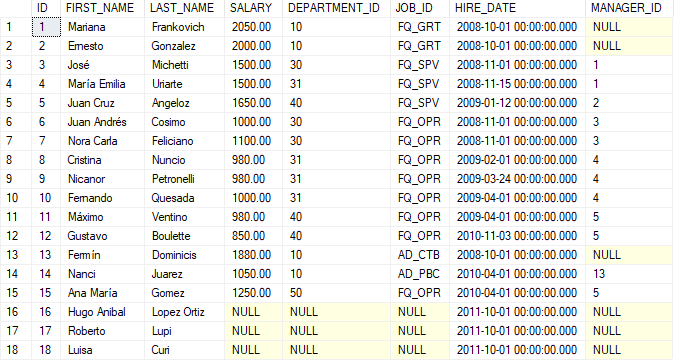 ID FIRST_NAME LAST_NAME SALARY DEPARTMENT_ID JOB_ID HIRE_DATE MANAGER_ID
1 1 Mariana Frankovich 2050.00 10 FQ_GRT 2008-10-01 00:00:00.000 NULL
2 2 Ernesto Gonzalez 2000.00 10 FQ_GRT 2008-10-01 00:00:00.000 NULL
3 3 José Michetti 1500.00 30 FQ_SPV 2008-11-01 00:00:00.000 1
4 4 María Emilia Uriarte 1500.00 31 FQ_SPV 2008-11-15 00:00:00.000 1
5 5 Juan Cruz Angeloz 1650.00 40 FQ_SPV 2009-01-12 00:00:00.000 2
6 6 Juan Andrés Cosimo 1000.00 30 FQ_OPR 2008-11-01 00:00:00.000 3
7 7 Nora Carla Feliciano 1100.00 30 FQ_OPR 2008-11-01 00:00:00.000 3
8 8 Cristina Nuncio 980.00 31 FQ_OPR 2009-02-01 00:00:00.000 4
9 9 Nicanor Petronelli 980.00 31 FQ_OPR 2009-03-24 00:00:00.000 4
10 10 Fernando Quesada 1000.00 31 FQ_OPR 2009-04-01 00:00:00.000 4
11 11 Máximo Ventino 980.00 40 FQ_OPR 2009-04-01 00:00:00.000 5
12 12 Gustavo Boulette 850.00 40 FQ_OPR 2010-11-03 00:00:00.000 5
13 13 Fermín Dominicis 1880.00 10 AD_CTB 2008-10-01 00:00:00.000 NULL
14 14 Nanci Juarez 1050.00 10 AD_PBC 2010-04-01 00:00:00.000 13
15 15 Ana María Gomez 1250.00 50 FQ_OPR 2010-04-01 00:00:00.000 5
16 16 Hugo Anibal Lopez Ortiz NULL NULL NULL 2011-10-01 00:00:00.000 NULL
17 17 Roberto Lupi NULL NULL NULL 2011-10-01 00:00:00.000 NULL
18 18 Luisa Curi NULL NULL NULL 2011-10-01 00:00:00.000 NULL